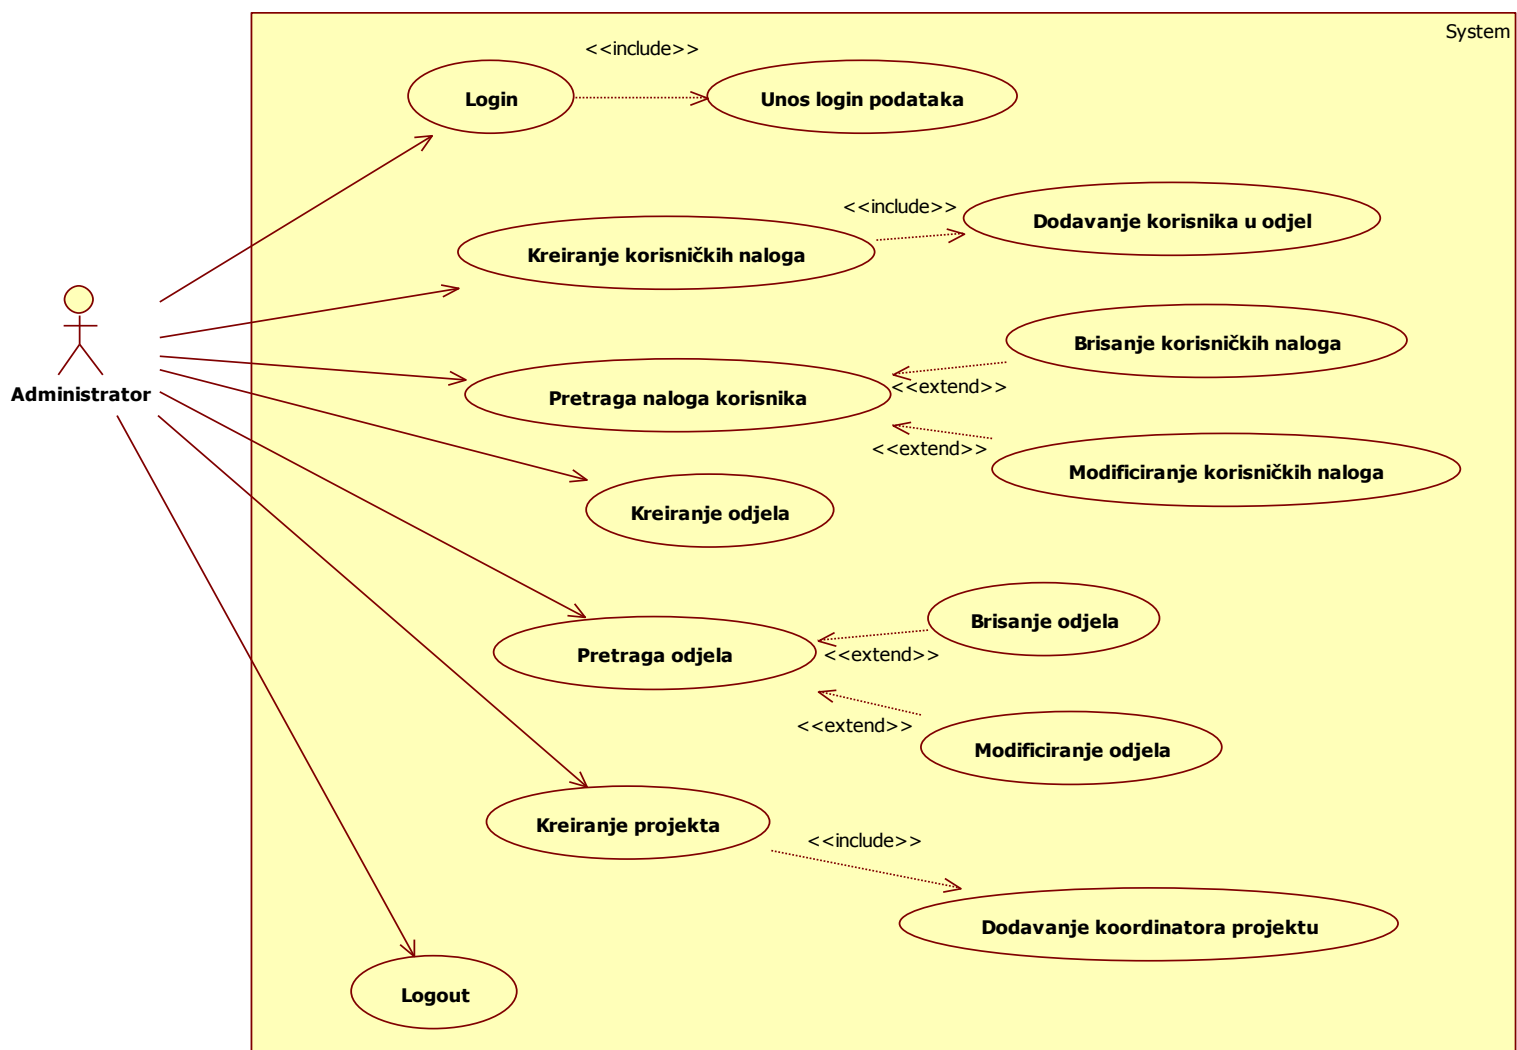 System
<<include>>
Login
Unos login podataka
<<include>>
Dodavanje korisnika u odjel
Kreiranje korisničkih naloga
Brisanje korisničkih naloga
<<extend>>
Administrator
Pretraga naloga korisnika
<<extend>>
Modificiranje korisničkih naloga
Kreiranje odjela
Brisanje odjela
Pretraga odjela
<<extend>>
<<extend>>
Modificiranje odjela
Kreiranje projekta
<<include>>
Dodavanje koordinatora projektu
Logout